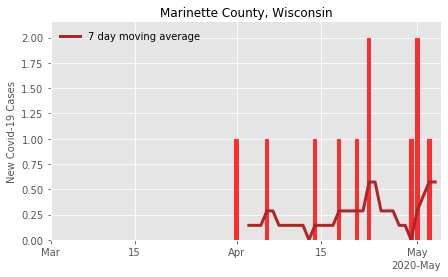 Marinette County, Wisconsin
7 day moving average
New Covid-19 Cases
2.00
1.75
1.50
1.25
1.00
0.75
0.50
0.25
0.00
Mar
15
Apr
15
May
2020-May